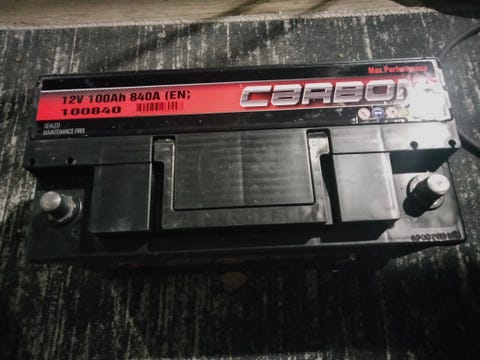 Max.Performance
12V 100Ah 840A (EN)
100840
CARBON
SEALED
MAINTENANCE FREE